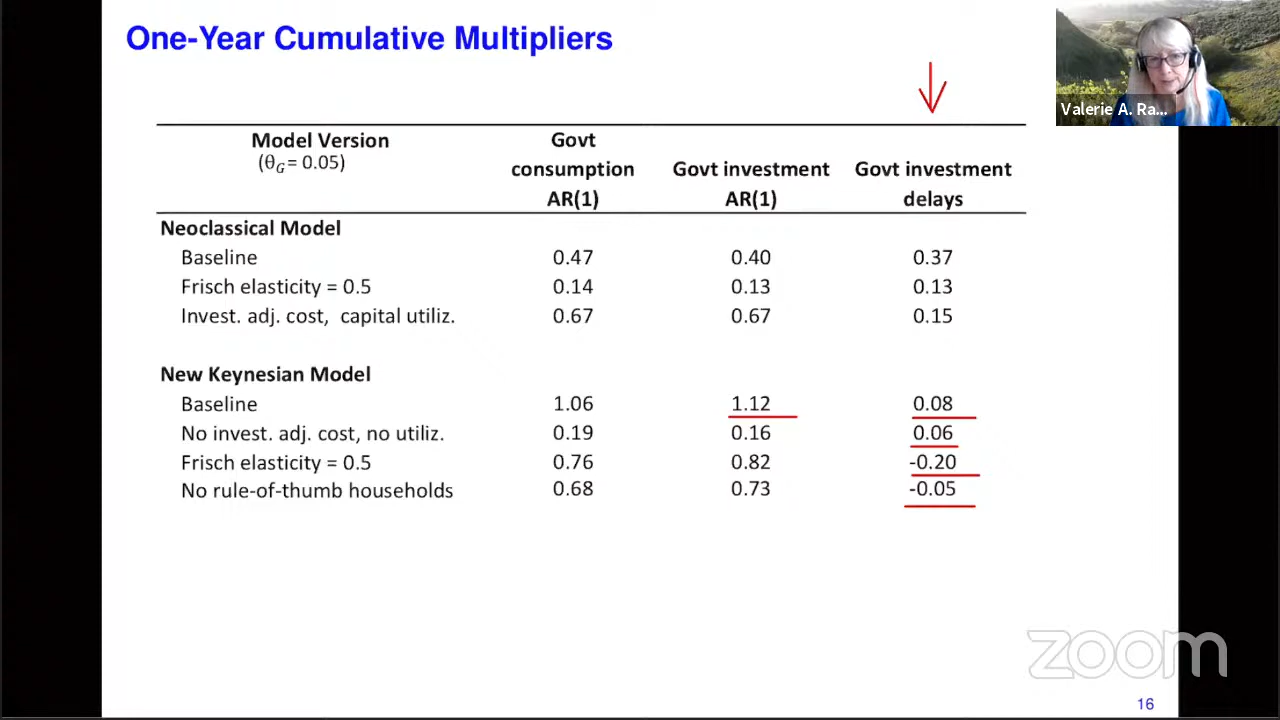 One-Year Cumulative Multipliers
Valerie A. Ra...
Model Version
(θG = 0.05)
Govt
consumption
AR(1)
Govt investment
AR(1)
Govt investment
delays
Neoclassical Model
Baseline 0.47 0.40 0.37
Frisch elasticity = 0.5 0.14 0.13 0.13
Invest. adj. cost, capital utiliz. 0.67 0.67 0.15
New Keynesian Model
Baseline 1.06 1.12 0.08
No invest. adj. cost, no utiliz. 0.19 0.16 0.06
Frisch elasticity = 0.5 0.76 0.82 -0.20
No rule-of-thumb households 0.68 0.73 -0.05
zoom
16